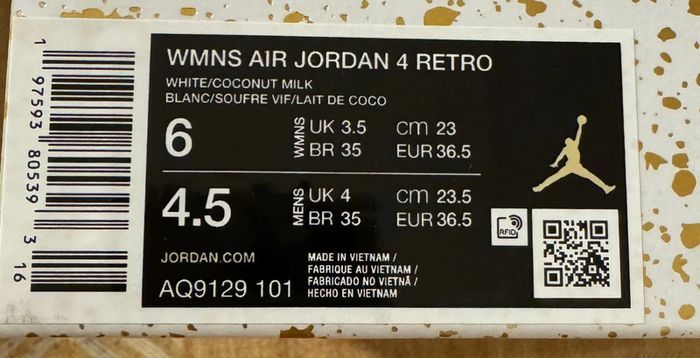 WMNS AIR JORDAN 4 RETRO
WHITE/COCONUT MILK
BLANC/SOUFRE VIF/LAIT DE COCO
6 WMNS UK 3.5 cm 23
BR 35 EUR 36.5
4.5 MENS UK 4 cm 23.5
BR 35 EUR 36.5
RFID
JORDAN.COM
AQ9129 101
MADE IN VIETNAM /
FABRIQUE AU VIETNAM /
FABRICADO NO VIETNÃ /
HECHO EN VIETNAM
1 97593 80539 3 16